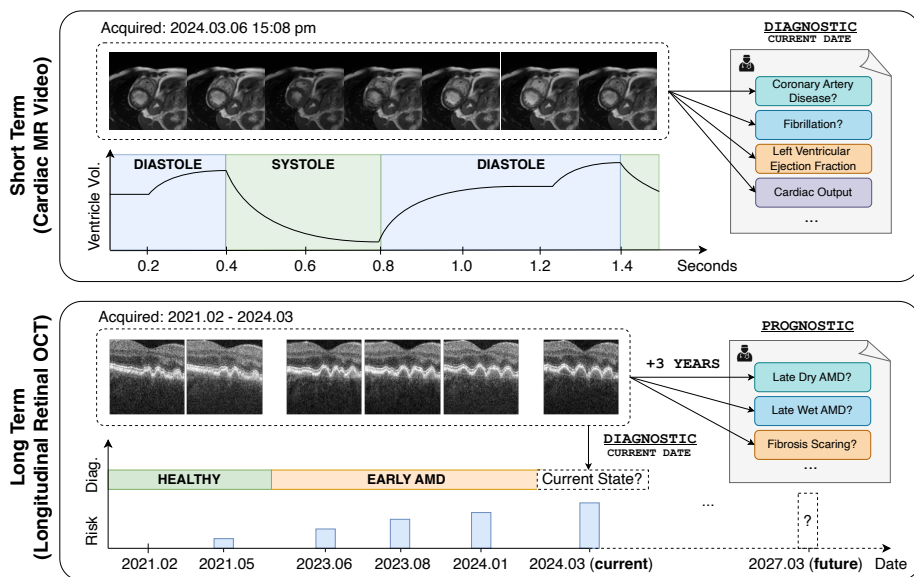 Short Term
(Cardiac MR Video)
Acquired: 2024.03.06 15:08 pm
DIAGNOSTIC
CURRENT DATE
Coronary Artery
Disease?
Fibrillation?
Left Ventricular
Ejection Fraction
Cardiac Output
...
Ventricle Vol.
DIASTOLE
SYSTOLE
DIASTOLE
0.2
0.4
0.6
0.8
1.0
1.2
1.4
Seconds
Long Term
(Longitudinal Retinal OCT)
Acquired: 2021.02 - 2024.03
+3 YEARS
PROGNOSTIC
Late Dry AMD?
Late Wet AMD?
Fibrosis Scaring?
...
DIAGNOSTIC
CURRENT DATE
Diag.
HEALTHY
EARLY AMD
Current State?
Risk
...
?
2021.02
2021.05
2023.06
2023.08
2024.01
2024.03 (current)
2027.03 (future)
Date